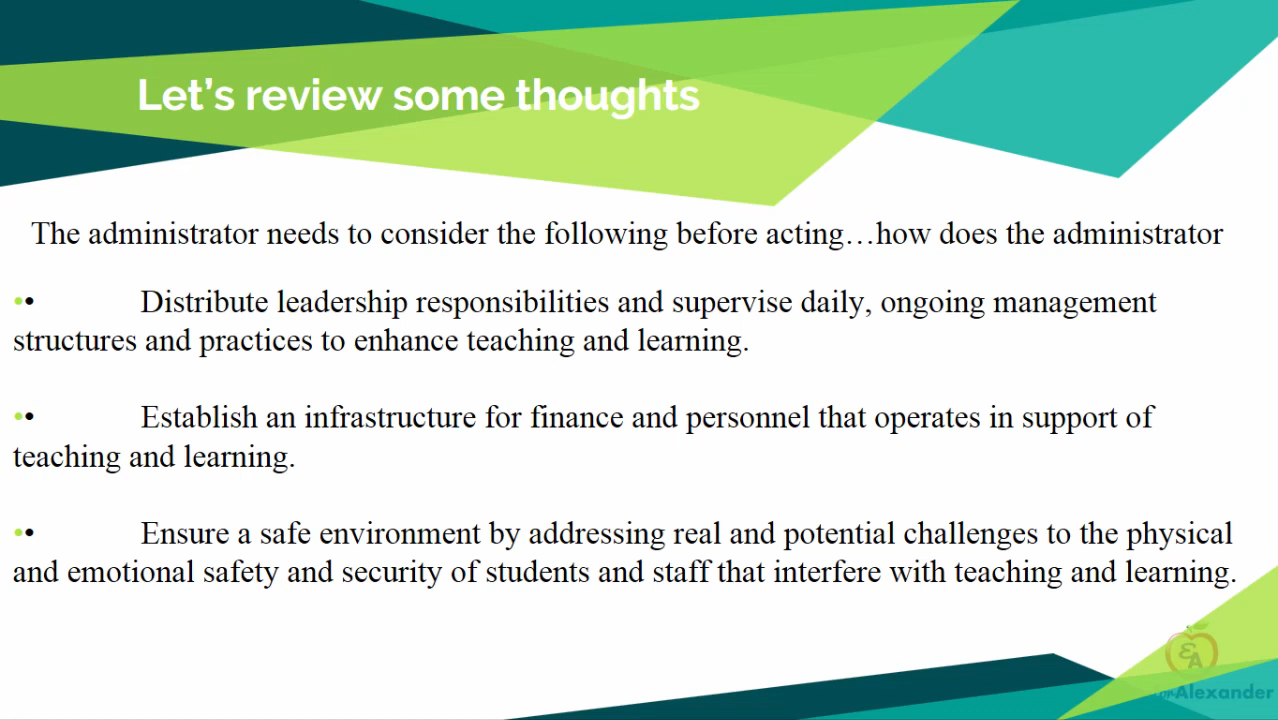 Let's review some thoughts
The administrator needs to consider the following before acting…how does the administrator
•• Distribute leadership responsibilities and supervise daily, ongoing management
structures and practices to enhance teaching and learning.
•• Establish an infrastructure for finance and personnel that operates in support of
teaching and learning.
•• Ensure a safe environment by addressing real and potential challenges to the physical
and emotional safety and security of students and staff that interfere with teaching and learning.
Alexander